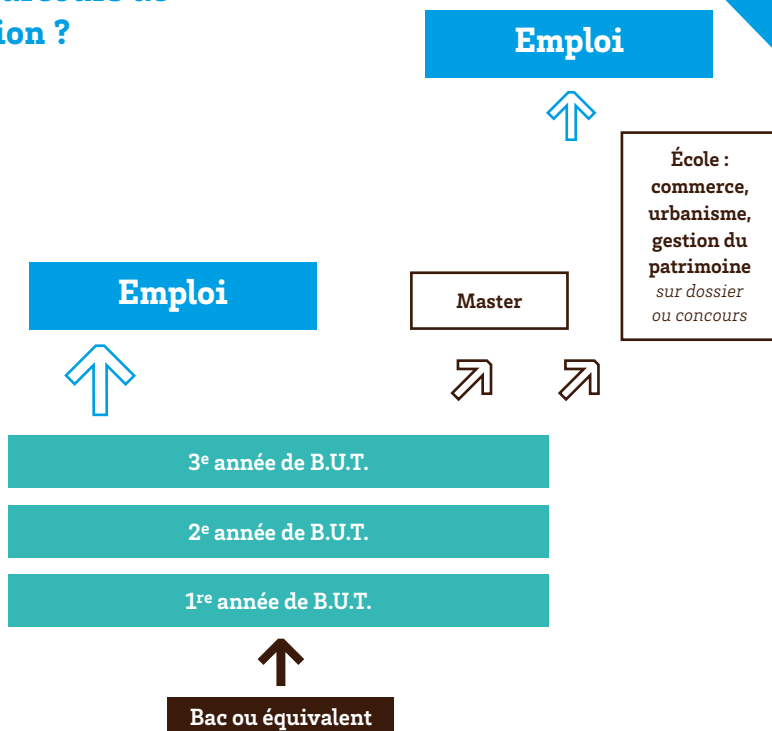 ion ?
Emploi
École :
commerce,
urbanisme,
gestion du
patrimoine
sur dossier
ou concours
Emploi
Master
3e année de B.U.T.
2e année de B.U.T.
1re année de B.U.T.
Bac ou équivalent